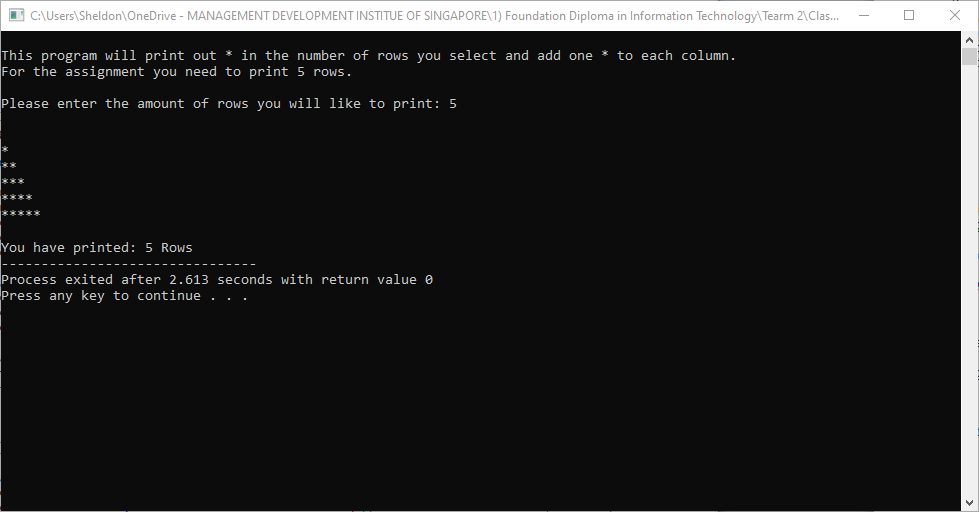 C:\Users\Sheldon\OneDrive - MANAGEMENT DEVELOPMENT INSTITUE OF SINGAPORE\1) Foundation Diploma in Information Technology\Tearm 2\Clas...
This program will print out * in the number of rows you select and add one * to each column.
For the assignment you need to print 5 rows.
Please enter the amount of rows you will like to print: 5
*
**
***
****
*****
You have printed: 5 Rows
--------------------------------
Process exited after 2.613 seconds with return value 0
Press any key to continue . . .